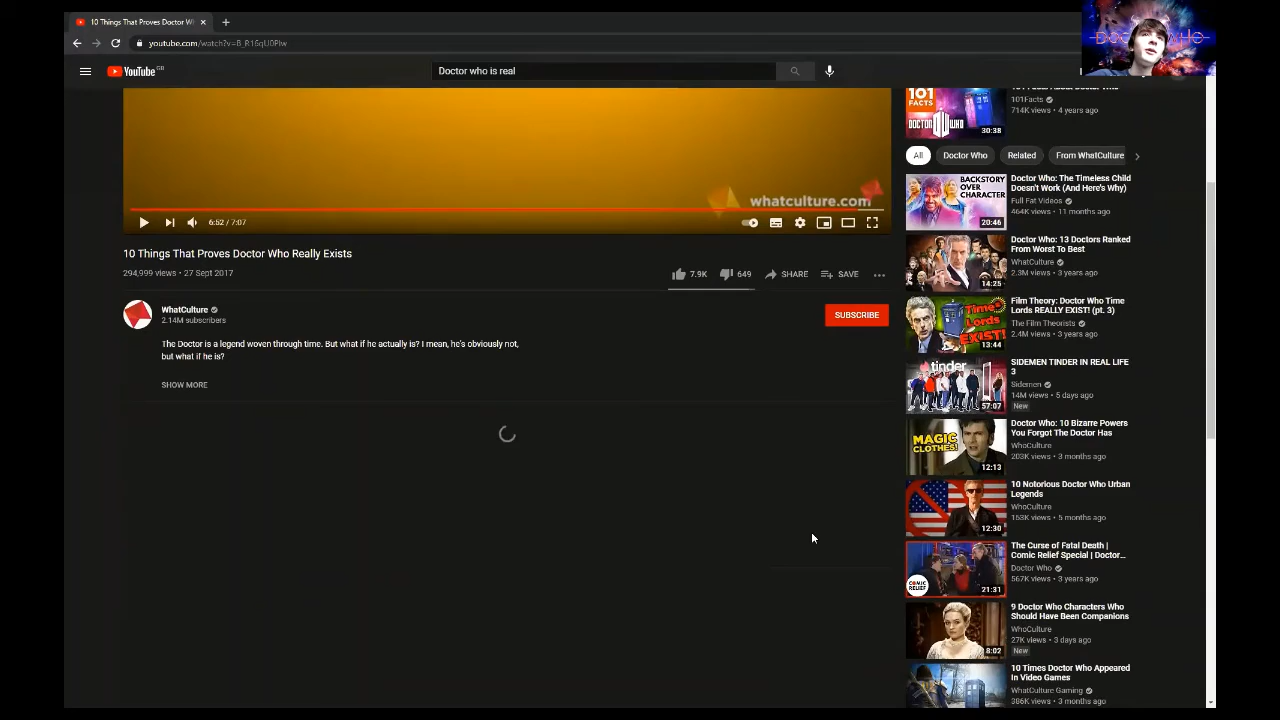 10 Things That Proves Doctor Wh
youtube.com/watch?v=B_R16qU0PIw
YouTube GB
Doctor who is real
whatculture.com
6:52 / 7:07
10 Things That Proves Doctor Who Really Exists
294,999 views • 27 Sept 2017
7.9K
649
SHARE
SAVE
WhatCulture
2.14M subscribers
SUBSCRIBE
The Doctor is a legend woven through time. But what if he actually is? I mean, he's obviously not,
but what if he is?
SHOW MORE
101
FACTS
DOCTOR WHO
30:38
101Facts
714K views • 4 years ago
All
Doctor Who
Related
From WhatCulture
BACKSTORY
OVER
CHARACTER
20:46
Doctor Who: The Timeless Child
Doesn't Work (And Here's Why)
Full Fat Videos
464K views • 11 months ago
14:25
Doctor Who: 13 Doctors Ranked
From Worst To Best
WhatCulture
2.3M views • 3 years ago
Time
Lords
EXIST!
13:44
Film Theory: Doctor Who Time
Lords REALLY EXIST! (pt. 3)
The Film Theorists
2.4M views • 3 years ago
tinder
57:07
SIDEMEN TINDER IN REAL LIFE
3
Sidemen
14M views • 5 days ago
New
MAGIC
CLOTHES!
12:13
Doctor Who: 10 Bizarre Powers
You Forgot The Doctor Has
WhoCulture
203K views • 3 months ago
12:30
10 Notorious Doctor Who Urban
Legends
WhoCulture
153K views • 5 months ago
COMIC
RELIEF
21:31
The Curse of Fatal Death |
Comic Relief Special | Doctor...
Doctor Who
567K views • 3 years ago
8:02
9 Doctor Who Characters Who
Should Have Been Companions
WhoCulture
27K views • 3 days ago
New
10 Times Doctor Who Appeared
In Video Games
WhatCulture Gaming
386K views • 3 months ago